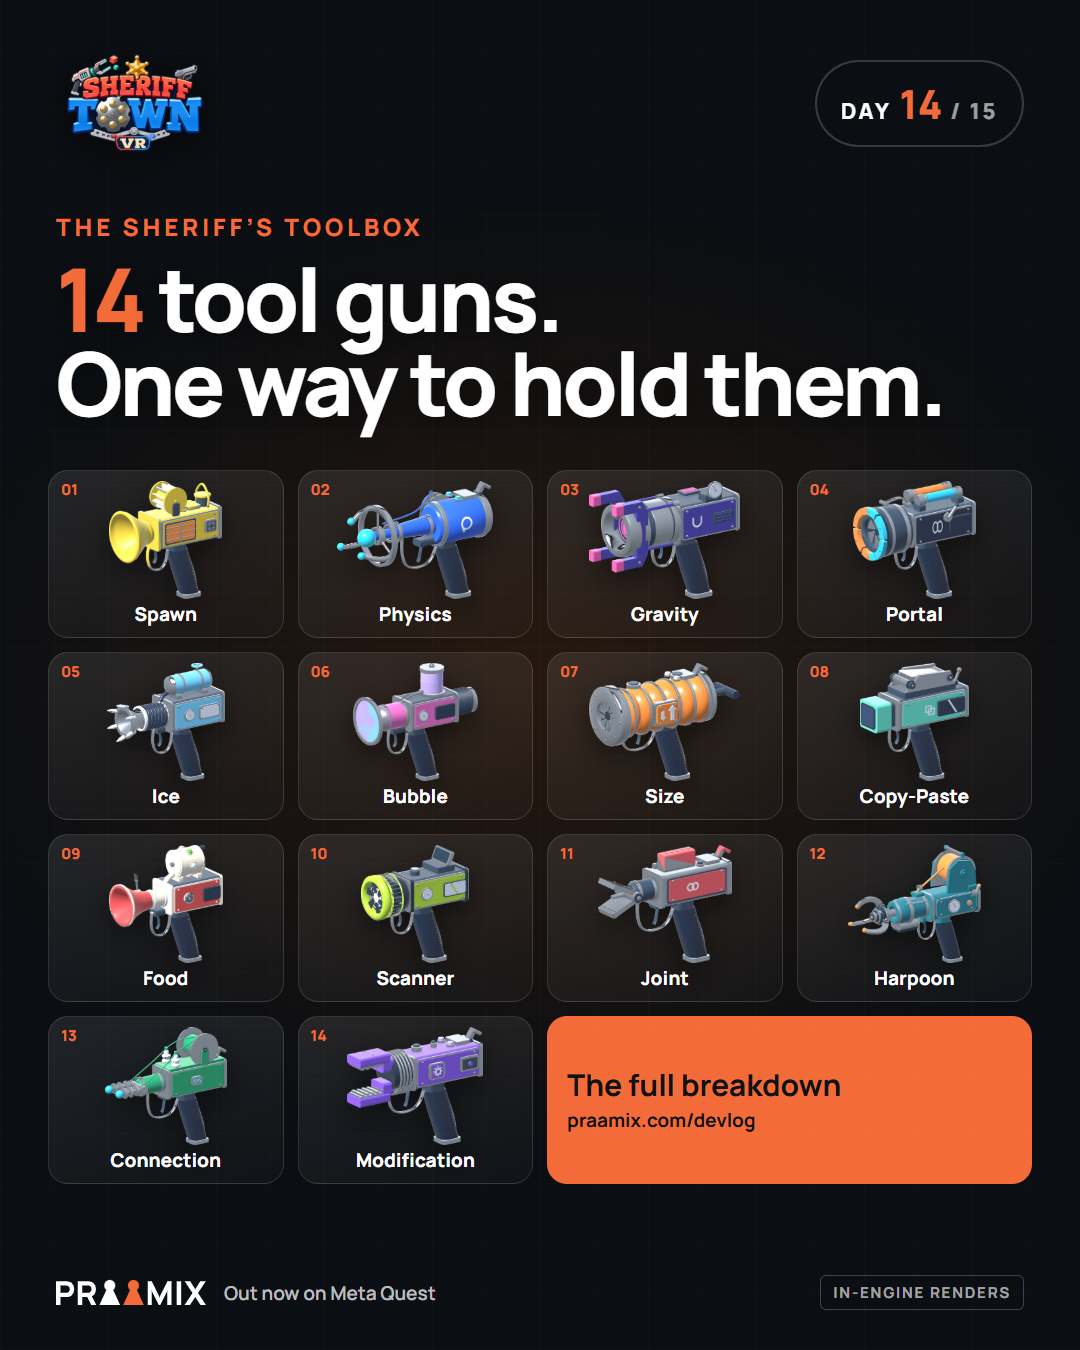 SHERIFF
TOWN
VR
DAY 14 / 15
THE SHERIFF’S TOOLBOX
14 tool guns.
One way to hold them.
01
Spawn
02
Physics
03
Gravity
04
Portal
05
Ice
06
Bubble
07
Size
08
Copy-Paste
09
Food
10
Scanner
11
Joint
12
Harpoon
13
Connection
14
Modification
The full breakdown
praamix.com/devlog
PRAAMIX
Out now on Meta Quest
IN-ENGINE RENDERS